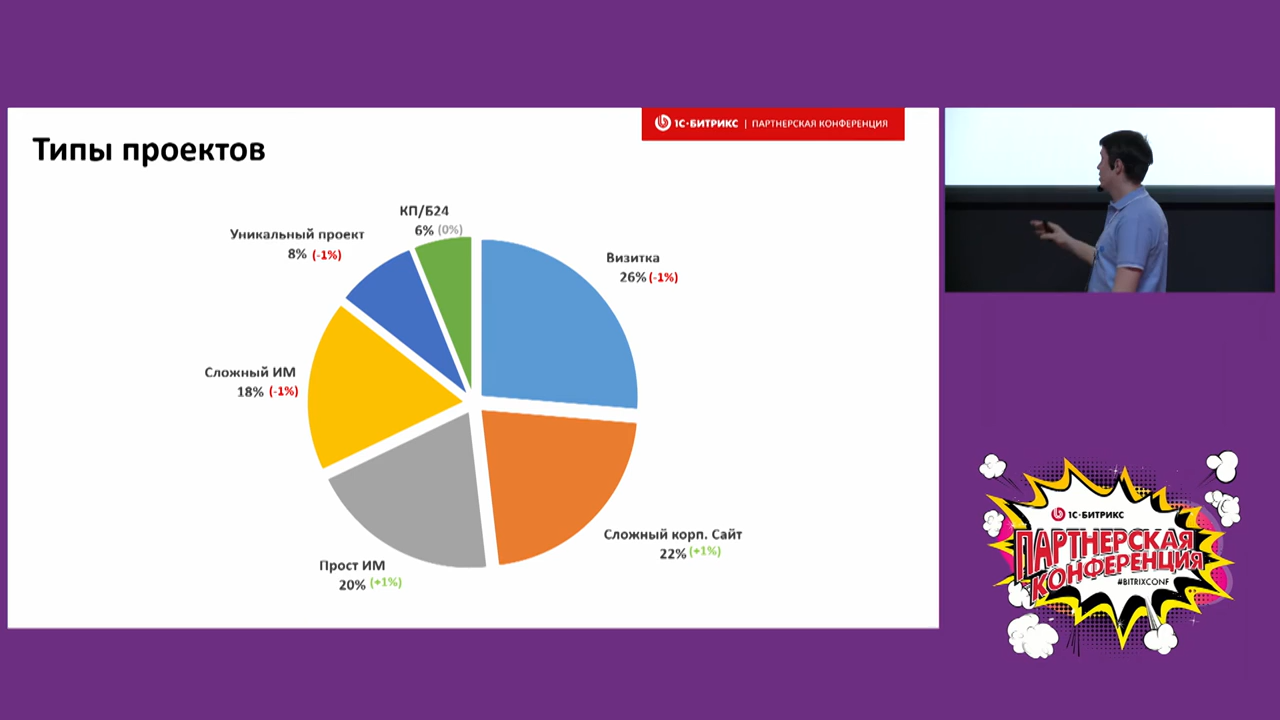 1С-БИТРИКС | ПАРТНЕРСКАЯ КОНФЕРЕНЦИЯ
Типы проектов
КП/Б24
6% (0%)
Уникальный проект
8% (-1%)
Визитка
26% (-1%)
Сложный ИМ
18% (-1%)
Сложный корп. Сайт
22% (+1%)
Прост ИМ
20% (+1%)
1С-БИТРИКС
ПАРТНЕРСКАЯ
КОНФЕРЕНЦИЯ
#BITRIXCONF